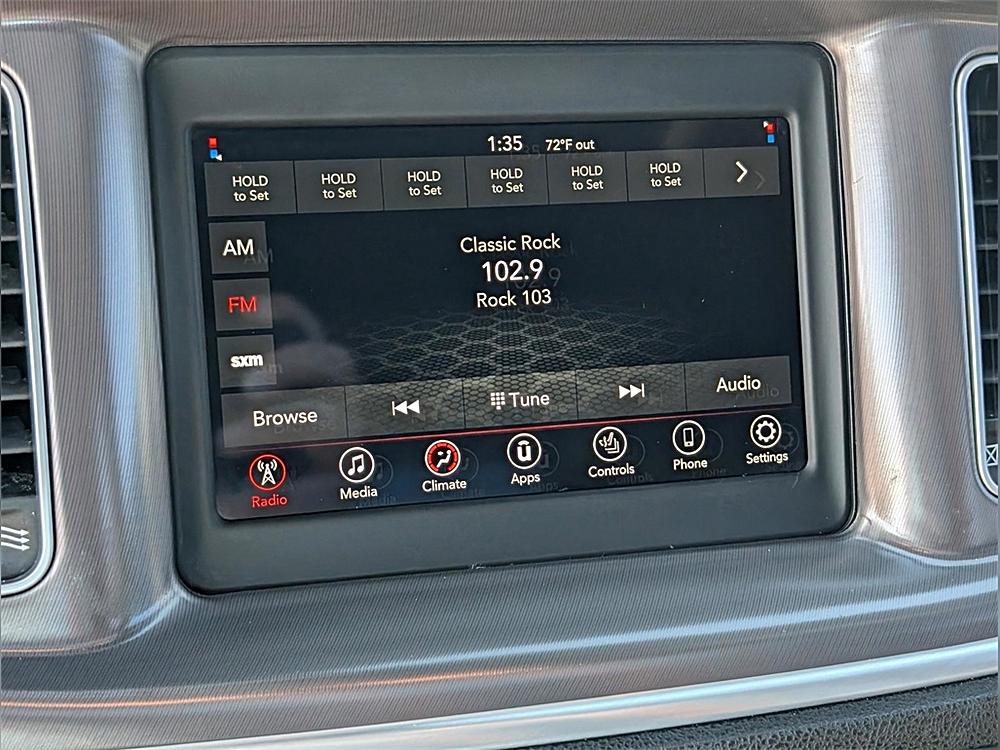 1:35 72°F out
HOLD to Set HOLD to Set HOLD to Set HOLD to Set HOLD to Set HOLD to Set
AM
FM
sxm
Classic Rock
102.9
Rock 103
Browse Tune Audio
Radio Media Climate Apps Controls Phone Settings